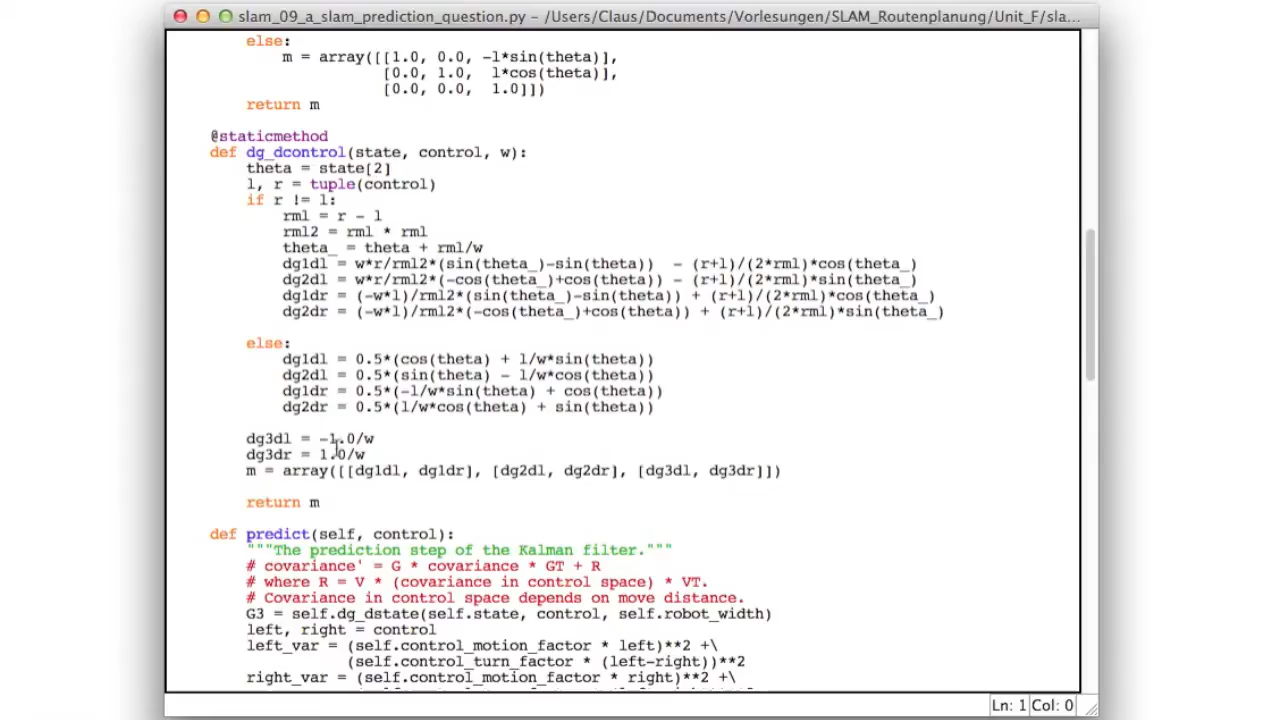 slam_09_a_slam_prediction_question.py – /Users/Claus/Documents/Vorlesungen/SLAM_Routenplanung/Unit_F/sla...
else:
m = array([[1.0, 0.0, -l*sin(theta)],
[0.0, 1.0, l*cos(theta)],
[0.0, 0.0, 1.0]])
return m
@staticmethod
def dg_dcontrol(state, control, w):
theta = state[2]
l, r = tuple(control)
if r != l:
rml = r - l
rml2 = rml * rml
theta_ = theta + rml/w
dg1dl = w*r/rml2*(sin(theta_)-sin(theta)) - (r+l)/(2*rml)*cos(theta_)
dg2dl = w*r/rml2*(-cos(theta_)+cos(theta)) - (r+l)/(2*rml)*sin(theta_)
dg1dr = (-w*l)/rml2*(sin(theta_)-sin(theta)) + (r+l)/(2*rml)*cos(theta_)
dg2dr = (-w*l)/rml2*(-cos(theta_)+cos(theta)) + (r+l)/(2*rml)*sin(theta_)
else:
dg1dl = 0.5*(cos(theta) + l/w*sin(theta))
dg2dl = 0.5*(sin(theta) - l/w*cos(theta))
dg1dr = 0.5*(-l/w*sin(theta) + cos(theta))
dg2dr = 0.5*(l/w*cos(theta) + sin(theta))
dg3dl = -1.0/w
dg3dr = 1.0/w
m = array([[dg1dl, dg1dr], [dg2dl, dg2dr], [dg3dl, dg3dr]])
return m
def predict(self, control):
"""The prediction step of the Kalman filter."""
# covariance' = G * covariance * GT + R
# where R = V * (covariance in control space) * VT.
# Covariance in control space depends on move distance.
G3 = self.dg_dstate(self.state, control, self.robot_width)
left, right = control
left_var = (self.control_motion_factor * left)**2 +\
(self.control_turn_factor * (left-right))**2
right_var = (self.control_motion_factor * right)**2 +\
Ln: 1 Col: 0